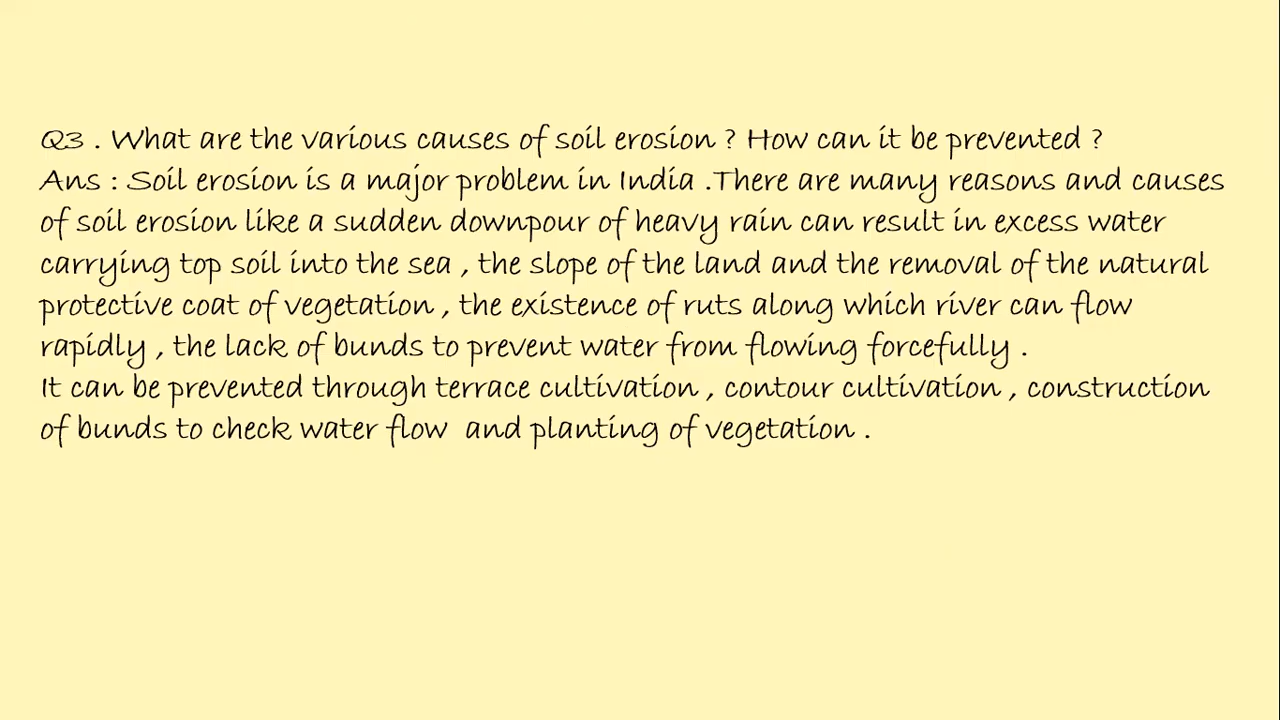 Q3 . What are the various causes of soil erosion ? How can it be prevented ?
Ans : Soil erosion is a major problem in India .There are many reasons and causes
of soil erosion like a sudden downpour of heavy rain can result in excess water
carrying top soil into the sea , the slope of the land and the removal of the natural
protective coat of vegetation , the existence of ruts along which river can flow
rapidly , the lack of bunds to prevent water from flowing forcefully .
It can be prevented through terrace cultivation , contour cultivation , construction
of bunds to check water flow  and planting of vegetation .